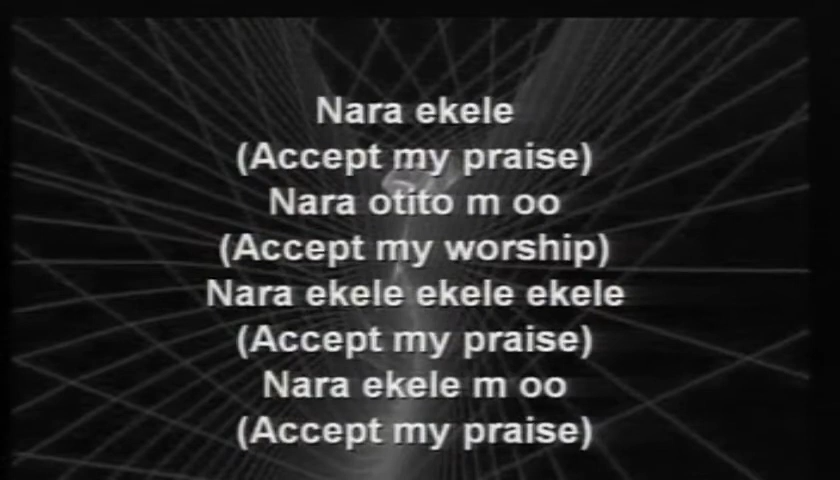 Nara ekele
(Accept my praise)
Nara otito m oo
(Accept my worship)
Nara ekele ekele ekele
(Accept my praise)
Nara ekele m oo
(Accept my praise)